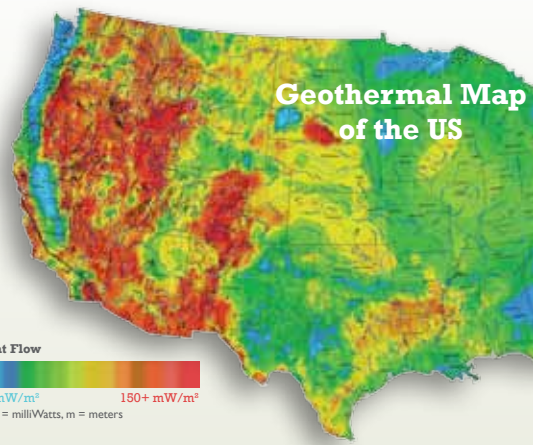 Geothermal Map
of the US
t Flow
mW/m²
150+ mW/m²
= milliWatts, m = meters